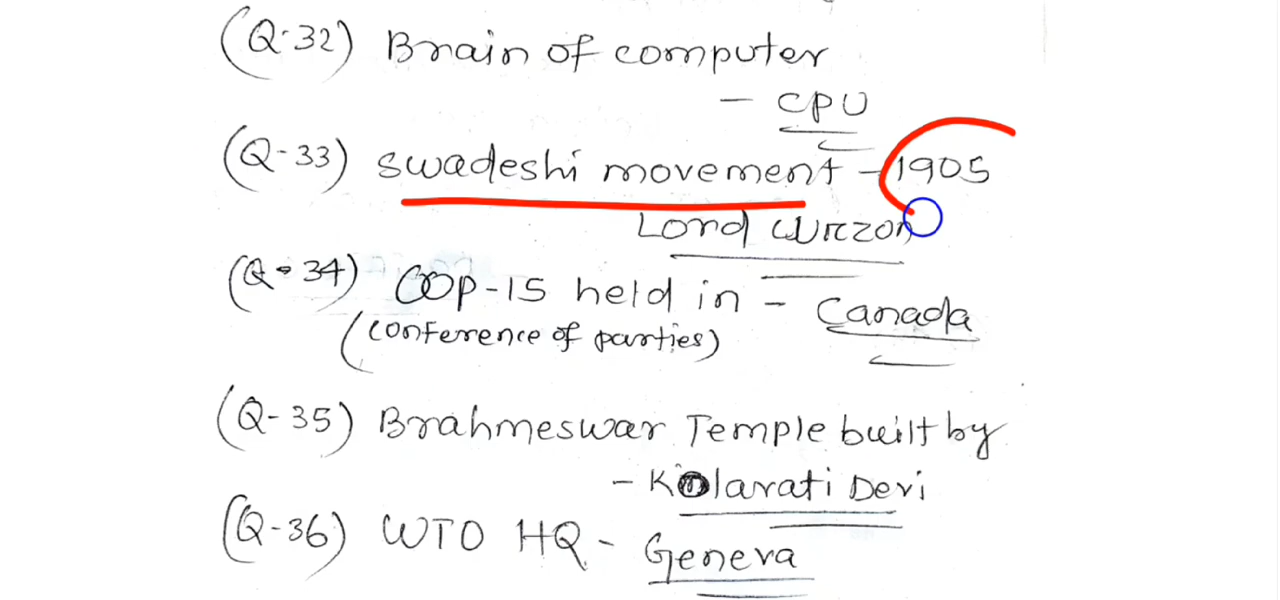 (Q-32) Brain of computer
- CPU
(Q-33) Swadeshi movement - 1905
Lord Curzon
(Q-34) COP-15 held in - Canada
(conference of parties)
(Q-35) Brahmeswar Temple built by
- Kolavati Devi
(Q-36) WTO HQ - Geneva